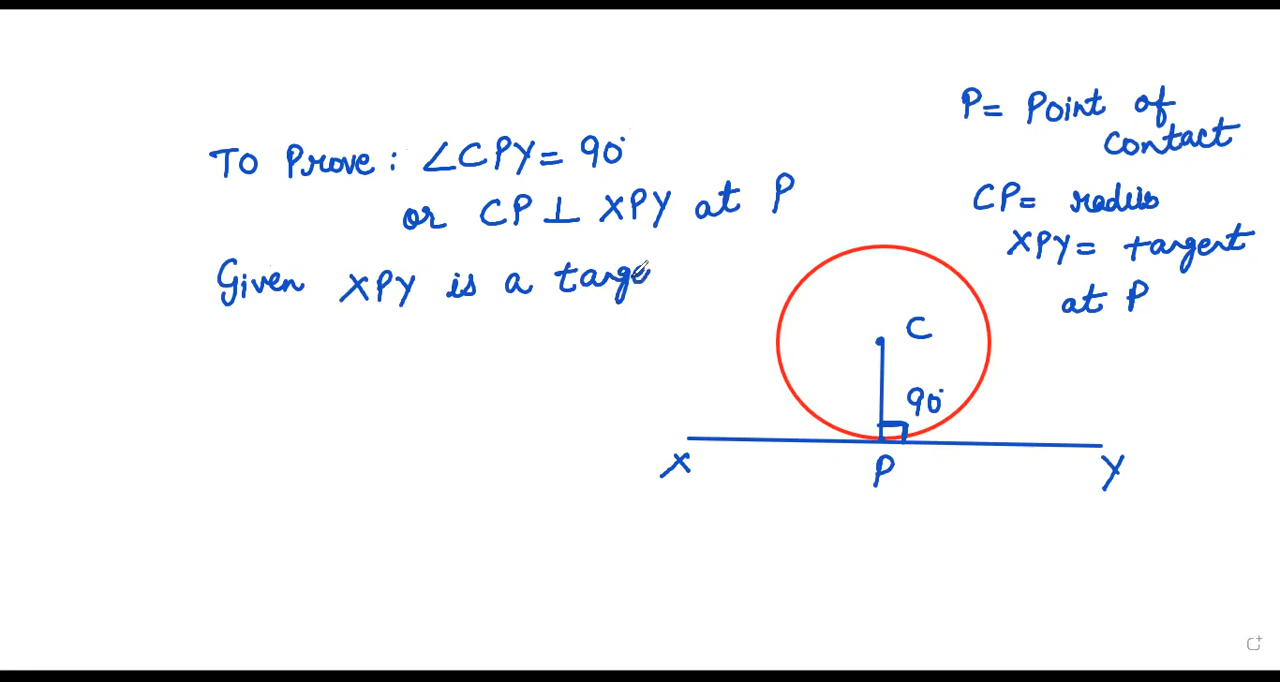 To Prove: ∠CPY = 90°
or CP ⊥ XPY at P
Given XPY is a tange
P = Point of
contact
CP = radius
XPY = tangent
at P
C
90°
X
P
Y